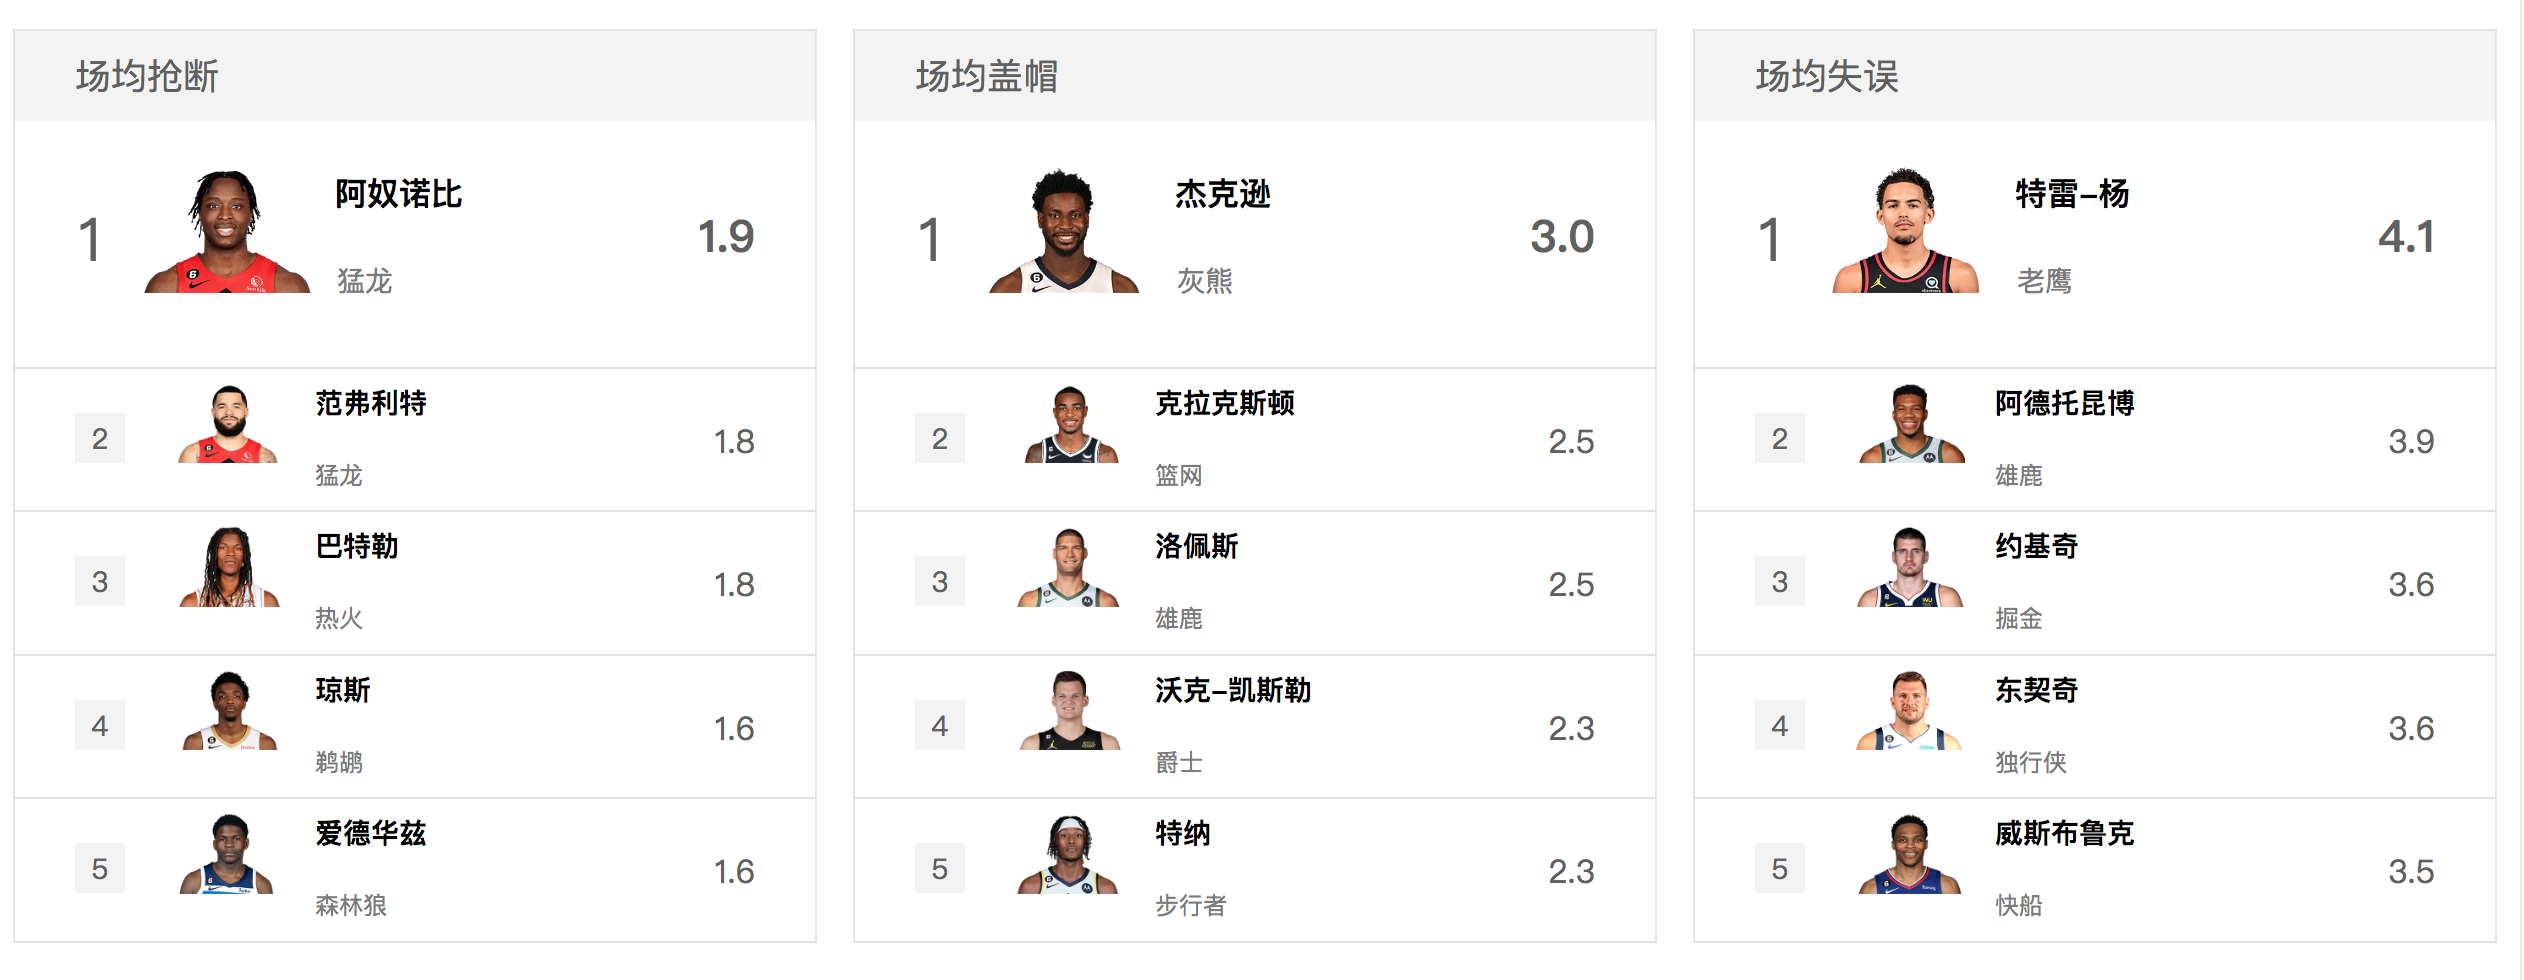 场均抢断
1
阿奴诺比
猛龙
1.9
2
范弗利特
猛龙
1.8
3
巴特勒
热火
1.8
4
琼斯
鹈鹕
1.6
5
爱德华兹
森林狼
1.6
场均盖帽
1
杰克逊
灰熊
3.0
2
克拉克斯顿
篮网
2.5
3
洛佩斯
雄鹿
2.5
4
沃克-凯斯勒
爵士
2.3
5
特纳
步行者
2.3
场均失误
1
特雷-杨
老鹰
4.1
2
阿德托昆博
雄鹿
3.9
3
约基奇
掘金
3.6
4
东契奇
独行侠
3.6
5
威斯布鲁克
快船
3.5